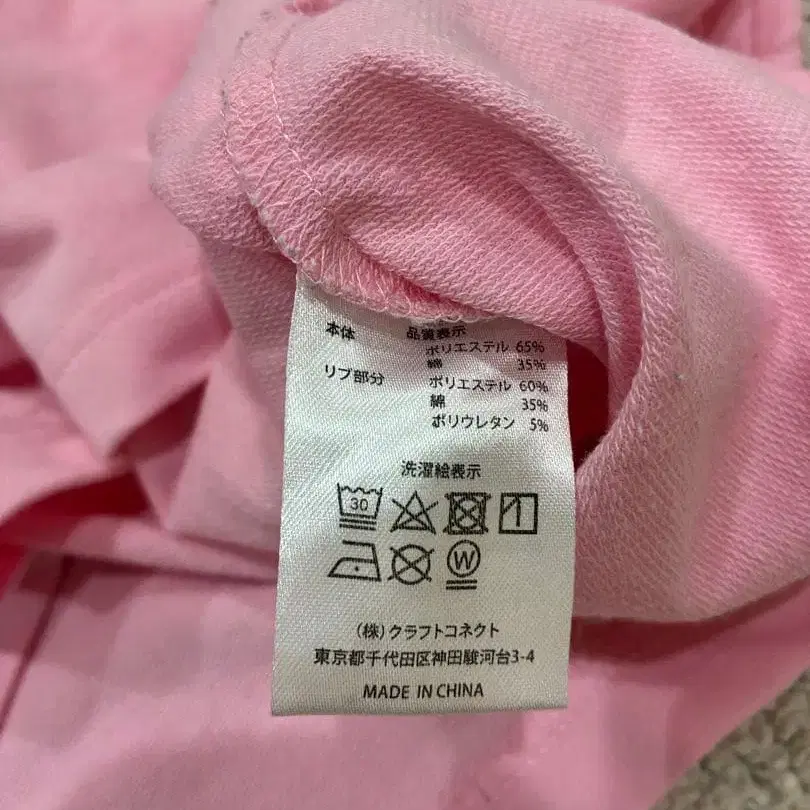 品質表示
本体 ポリエステル 65%
綿 35%
リブ部分 ポリエステル 60%
綿 35%
ポリウレタン 5%
洗濯絵表示
30
W
(株)クラフトコネクト
東京都千代田区神田駿河台3-4
MADE IN CHINA